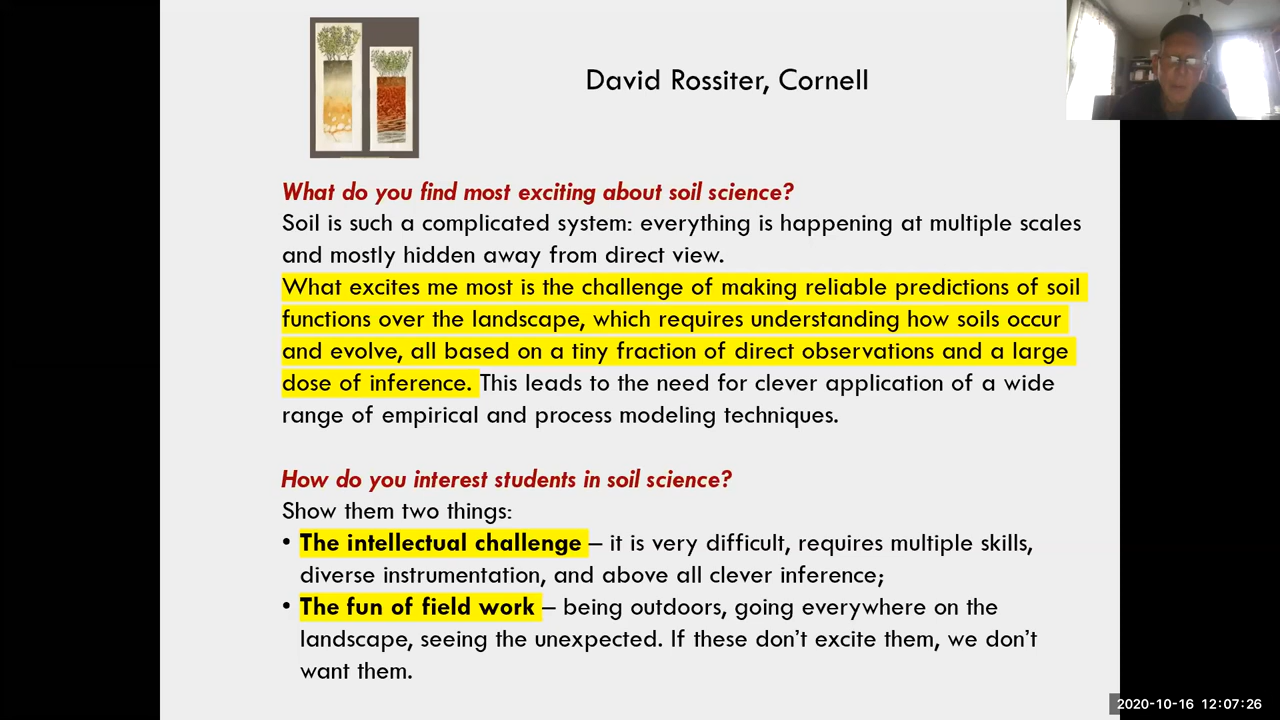 David Rossiter, Cornell
What do you find most exciting about soil science?
Soil is such a complicated system: everything is happening at multiple scales
and mostly hidden away from direct view.
What excites me most is the challenge of making reliable predictions of soil
functions over the landscape, which requires understanding how soils occur
and evolve, all based on a tiny fraction of direct observations and a large
dose of inference. This leads to the need for clever application of a wide
range of empirical and process modeling techniques.
How do you interest students in soil science?
Show them two things:
• The intellectual challenge – it is very difficult, requires multiple skills,
diverse instrumentation, and above all clever inference;
• The fun of field work – being outdoors, going everywhere on the
landscape, seeing the unexpected. If these don’t excite them, we don’t
want them.
2020-10-16 12:07:26